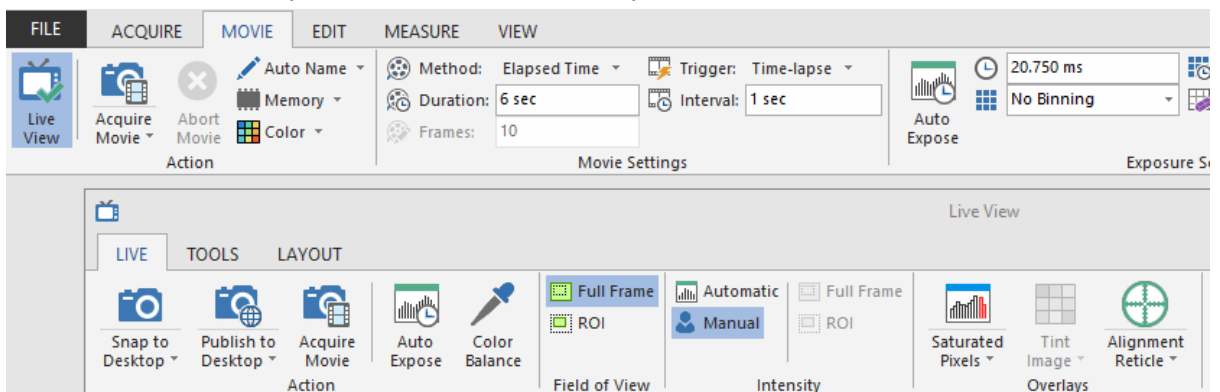 FILE ACQUIRE MOVIE EDIT MEASURE VIEW
Auto Name Method: Elapsed Time Trigger: Time-lapse 20.750 ms
Memory Duration: 6 sec Interval: 1 sec No Binning
Live View Acquire Movie Abort Movie Color Frames: 10 Auto Expose
Action Movie Settings Exposure
Live View
LIVE TOOLS LAYOUT
Full Frame Automatic Full Frame
ROI Manual ROI
Snap to Publish to Acquire Auto Color Saturated Tint Alignment
Desktop Desktop Movie Expose Balance Pixels Image Reticle
Action Field of View Intensity Overlays